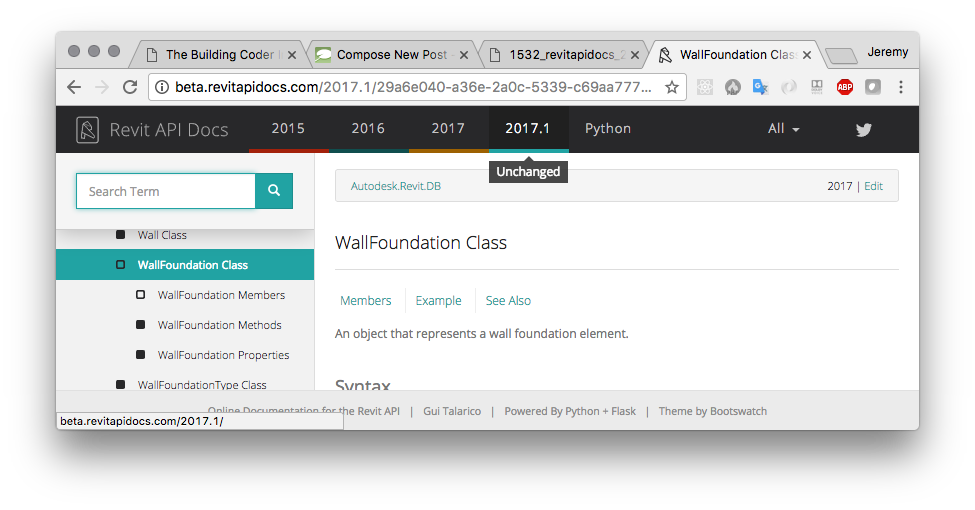 The Building Coder i
Compose New Post -
1532_revitapidocs_2
WallFoundation Class
Jeremy
beta.revitapidocs.com/2017.1/29a6e040-a36e-2a0c-5339-c69aa777...
ABP
Revit API Docs
2015
2016
2017
2017.1
Python
All
Unchanged
Search Term
Autodesk.Revit.DB
2017 | Edit
Wall Class
WallFoundation Class
WallFoundation Members
WallFoundation Methods
WallFoundation Properties
WallFoundationType Class
WallFoundation Class
Members
Example
See Also
An object that represents a wall foundation element.
Syntax
Online Documentation for the Revit API | Gui Talarico | Powered By Python + Flask | Theme by Bootswatch
beta.revitapidocs.com/2017.1/